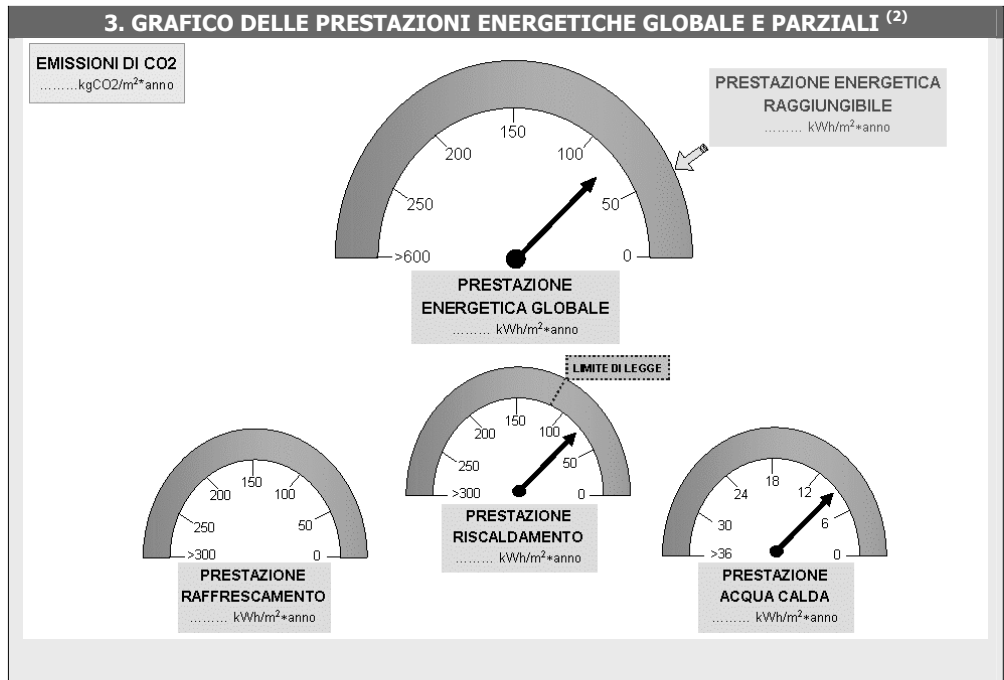 3. GRAFICO DELLE PRESTAZIONI ENERGETICHE GLOBALE E PARZIALI (2)
EMISSIONI DI CO2
.........kgCO2/m2*anno
PRESTAZIONE ENERGETICA
RAGGIUNGIBILE
......... kWh/m2*anno
150
200
100
250
50
>600
0
PRESTAZIONE
ENERGETICA GLOBALE
......... kWh/m2*anno
LIMITE DI LEGGE
150
200
100
250
50
>300
0
PRESTAZIONE
RISCALDAMENTO
......... kWh/m2*anno
150
200
100
250
50
>300
0
PRESTAZIONE
RAFFRESCAMENTO
......... kWh/m2*anno
18
24
12
30
6
>36
0
PRESTAZIONE
ACQUA CALDA
......... kWh/m2*anno